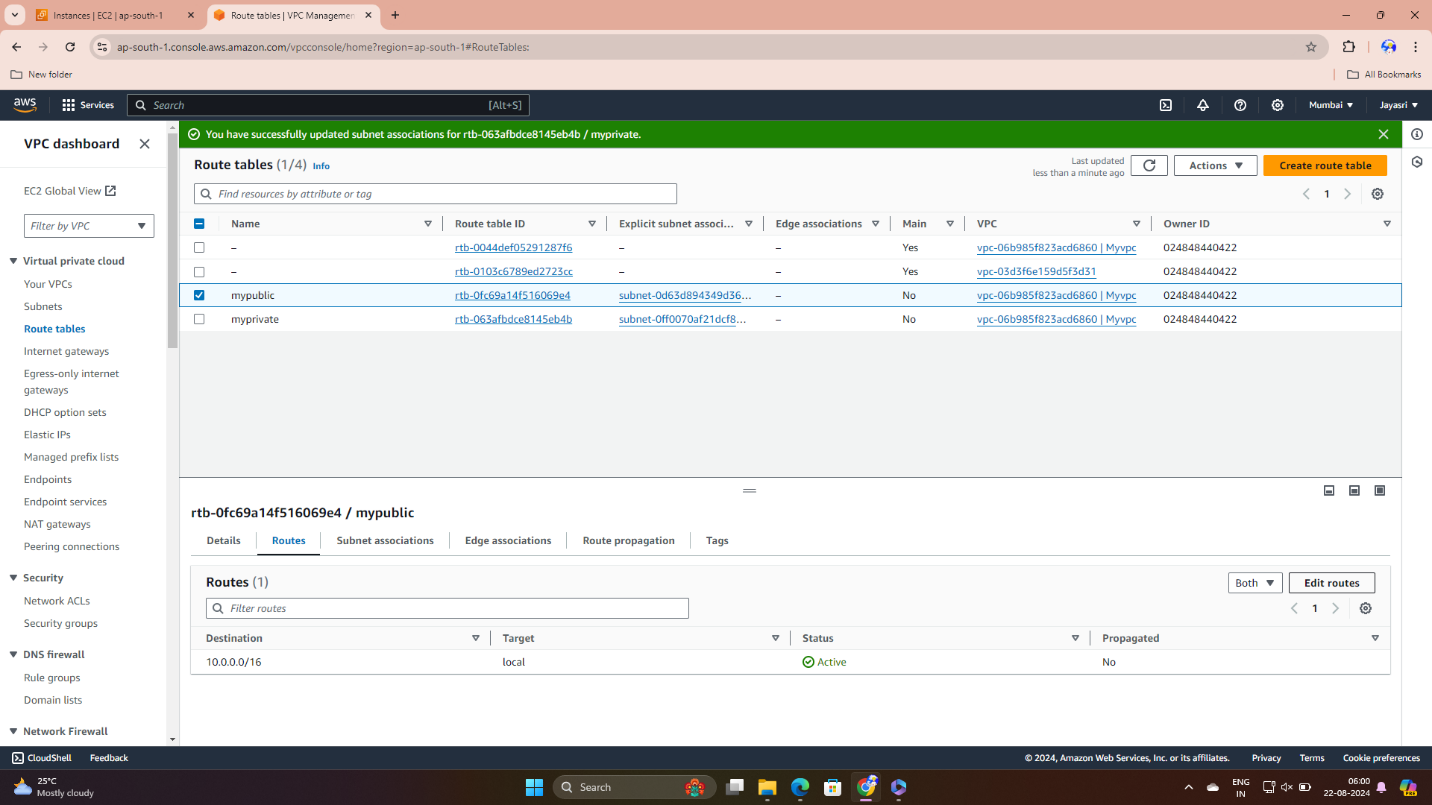 Instances | EC2 | ap-south-1
Route tables | VPC Managemen
ap-south-1.console.aws.amazon.com/vpcconsole/home?region=ap-south-1#RouteTables:
New folder
All Bookmarks
aws
Services
Search
[Alt+S]
Mumbai
Jayasri
VPC dashboard
EC2 Global View
Filter by VPC
Virtual private cloud
Your VPCs
Subnets
Route tables
Internet gateways
Egress-only internet
gateways
DHCP option sets
Elastic IPs
Managed prefix lists
Endpoints
Endpoint services
NAT gateways
Peering connections
Security
Network ACLs
Security groups
DNS firewall
Rule groups
Domain lists
Network Firewall
You have successfully updated subnet associations for rtb-063afbdce8145eb4b / myprivate.
Route tables (1/4) Info
Last updated
less than a minute ago
Actions
Create route table
Find resources by attribute or tag
1
Name Route table ID Explicit subnet associ... Edge associations Main VPC Owner ID
– rtb-0044def05291287f6 – – Yes vpc-06b985f823acd6860 | Myvpc 024848440422
– rtb-0103c6789ed2723cc – – Yes vpc-03d3f6e159d5f3d31 024848440422
mypublic rtb-0fc69a14f516069e4 subnet-0d63d894349d36... – No vpc-06b985f823acd6860 | Myvpc 024848440422
myprivate rtb-063afbdce8145eb4b subnet-0ff0070af21dcf8... – No vpc-06b985f823acd6860 | Myvpc 024848440422
rtb-0fc69a14f516069e4 / mypublic
Details Routes Subnet associations Edge associations Route propagation Tags
Routes (1)
Both
Edit routes
Filter routes
1
Destination Target Status Propagated
10.0.0.0/16 local Active No
CloudShell Feedback
© 2024, Amazon Web Services, Inc. or its affiliates. Privacy Terms Cookie preferences
25°C
Mostly cloudy
Search
ENG
IN
06:00
22-08-2024